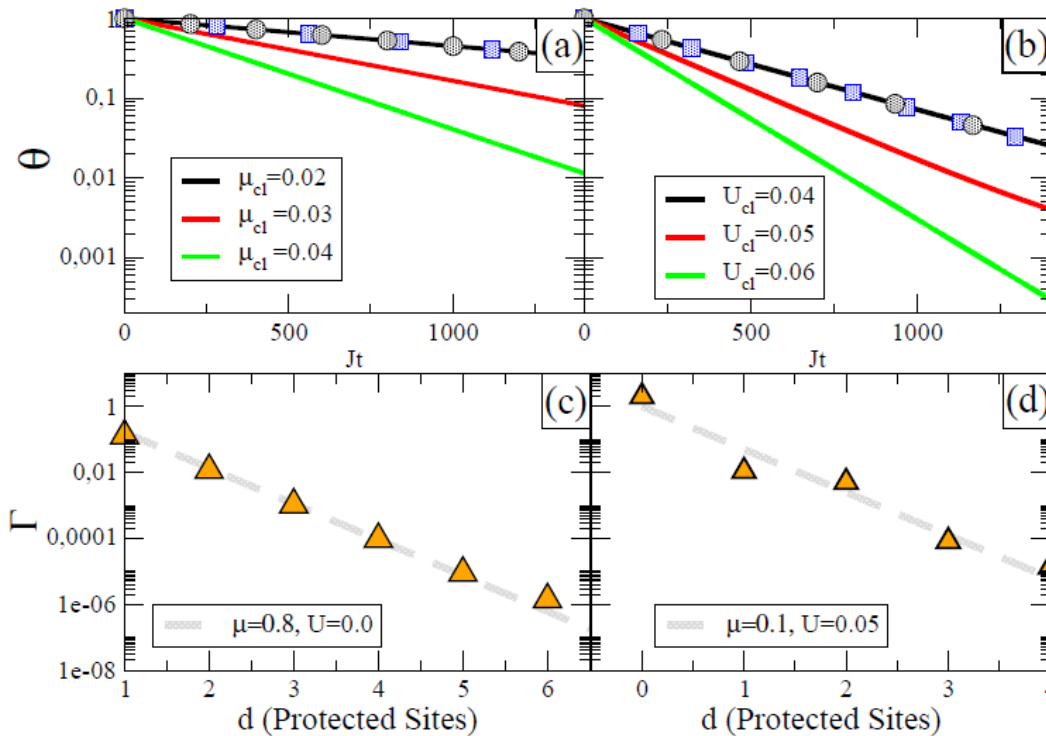 (a)
(b)
θ
1
0,1
0,01
0,001
μcl=0.02
μcl=0.03
μcl=0.04
Ucl=0.04
Ucl=0.05
Ucl=0.06
0
500
1000
0
500
1000
Jt
Jt
(c)
(d)
Γ
1
0,01
0,0001
1e-06
1e-08
μ=0.8, U=0.0
μ=0.1, U=0.05
1
2
3
4
5
6
0
1
2
3
d (Protected Sites)
d (Protected Sites)